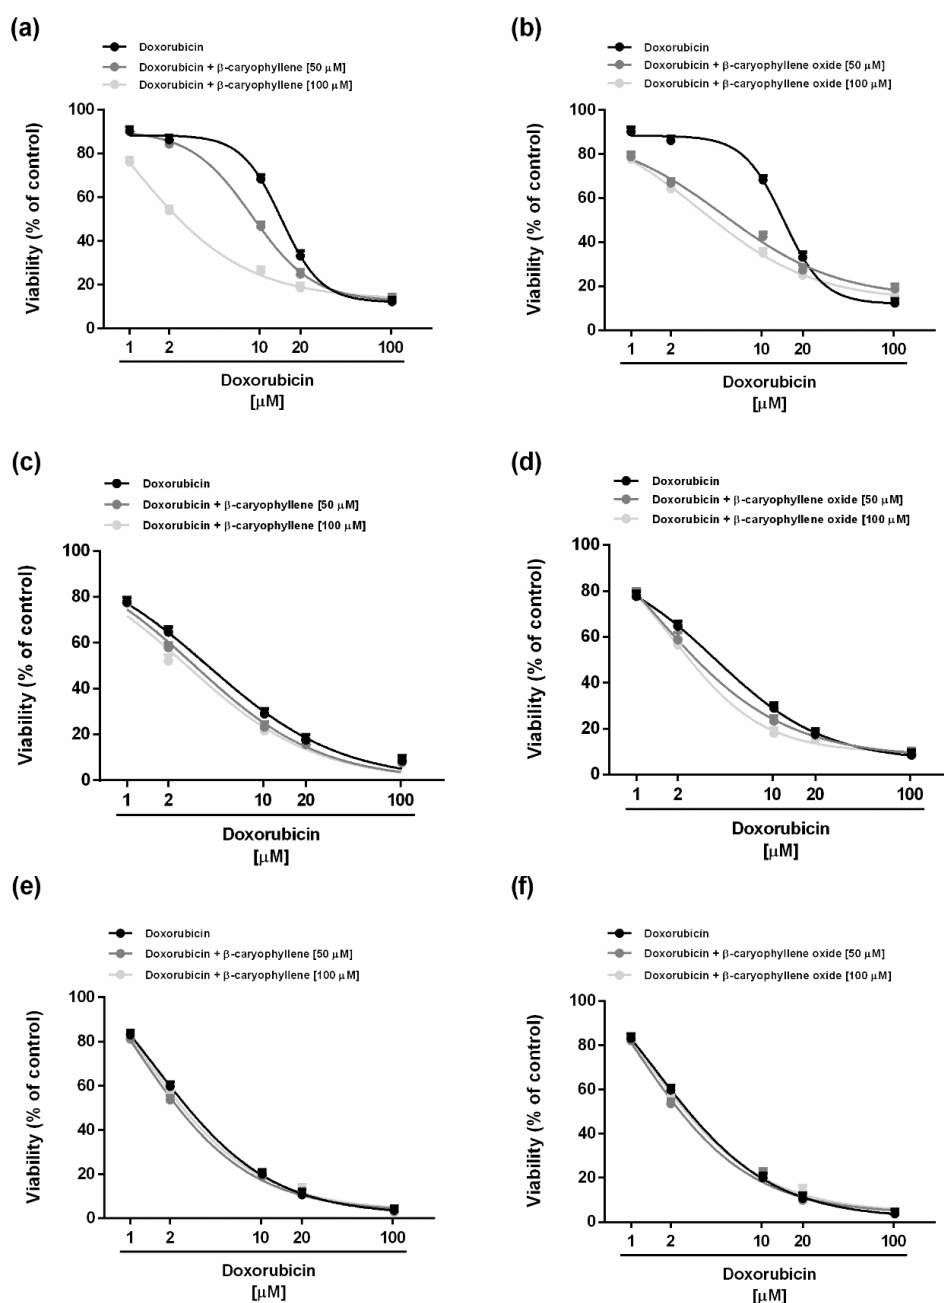 (a)
Doxorubicin
Doxorubicin + β-caryophyllene [50 μM]
Doxorubicin + β-caryophyllene [100 μM]
Viability (% of control)
100
80
60
40
20
0
1 2 10 20 100
Doxorubicin
[μM]
(b)
Doxorubicin
Doxorubicin + β-caryophyllene oxide [50 μM]
Doxorubicin + β-caryophyllene oxide [100 μM]
Viability (% of control)
100
80
60
40
20
0
1 2 10 20 100
Doxorubicin
[μM]
(c)
Doxorubicin
Doxorubicin + β-caryophyllene [50 μM]
Doxorubicin + β-caryophyllene [100 μM]
Viability (% of control)
100
80
60
40
20
0
1 2 10 20 100
Doxorubicin
[μM]
(d)
Doxorubicin
Doxorubicin + β-caryophyllene oxide [50 μM]
Doxorubicin + β-caryophyllene oxide [100 μM]
Viability (% of control)
100
80
60
40
20
0
1 2 10 20 100
Doxorubicin
[μM]
(e)
Doxorubicin
Doxorubicin + β-caryophyllene [50 μM]
Doxorubicin + β-caryophyllene [100 μM]
Viability (% of control)
100
80
60
40
20
0
1 2 10 20 100
Doxorubicin
[μM]
(f)
Doxorubicin
Doxorubicin + β-caryophyllene oxide [50 μM]
Doxorubicin + β-caryophyllene oxide [100 μM]
Viability (% of control)
100
80
60
40
20
0
1 2 10 20 100
Doxorubicin
[μM]